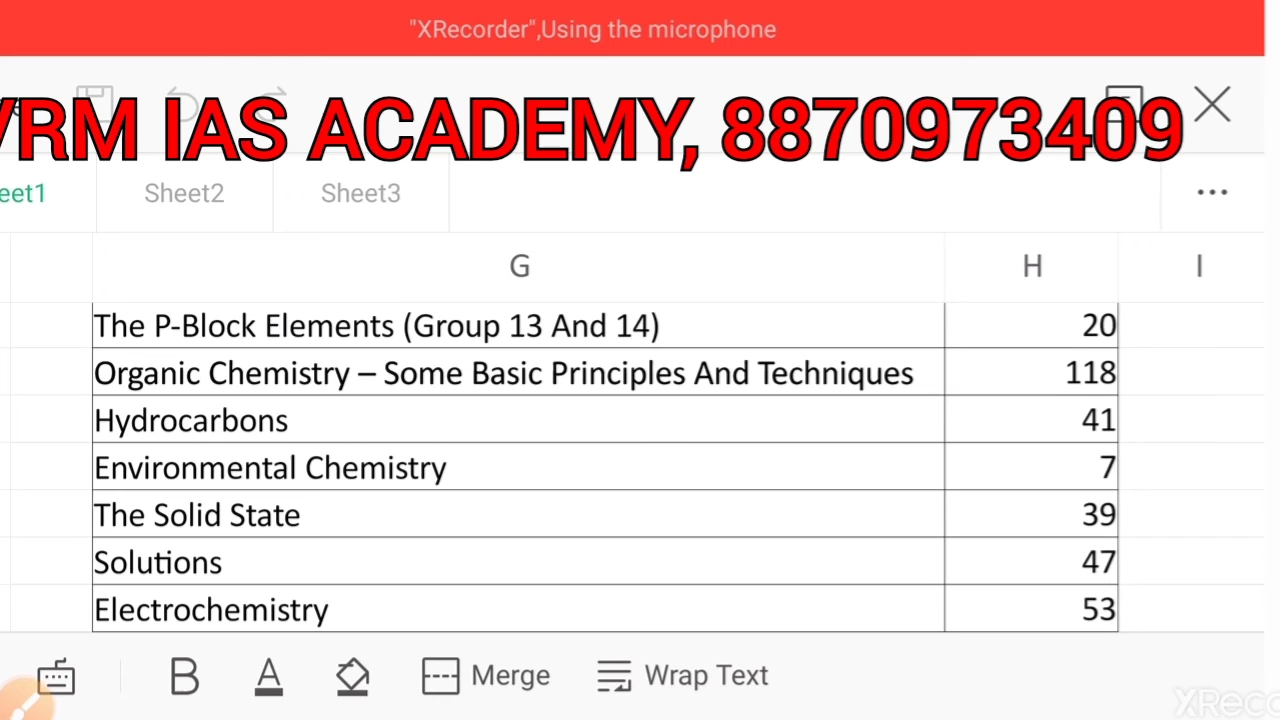 "XRecorder",Using the microphone
VRM IAS ACADEMY, 8870973409
eet1 Sheet2 Sheet3
G H I
The P-Block Elements (Group 13 And 14) 20
Organic Chemistry – Some Basic Principles And Techniques 118
Hydrocarbons 41
Environmental Chemistry 7
The Solid State 39
Solutions 47
Electrochemistry 53
B A Merge Wrap Text
XReco